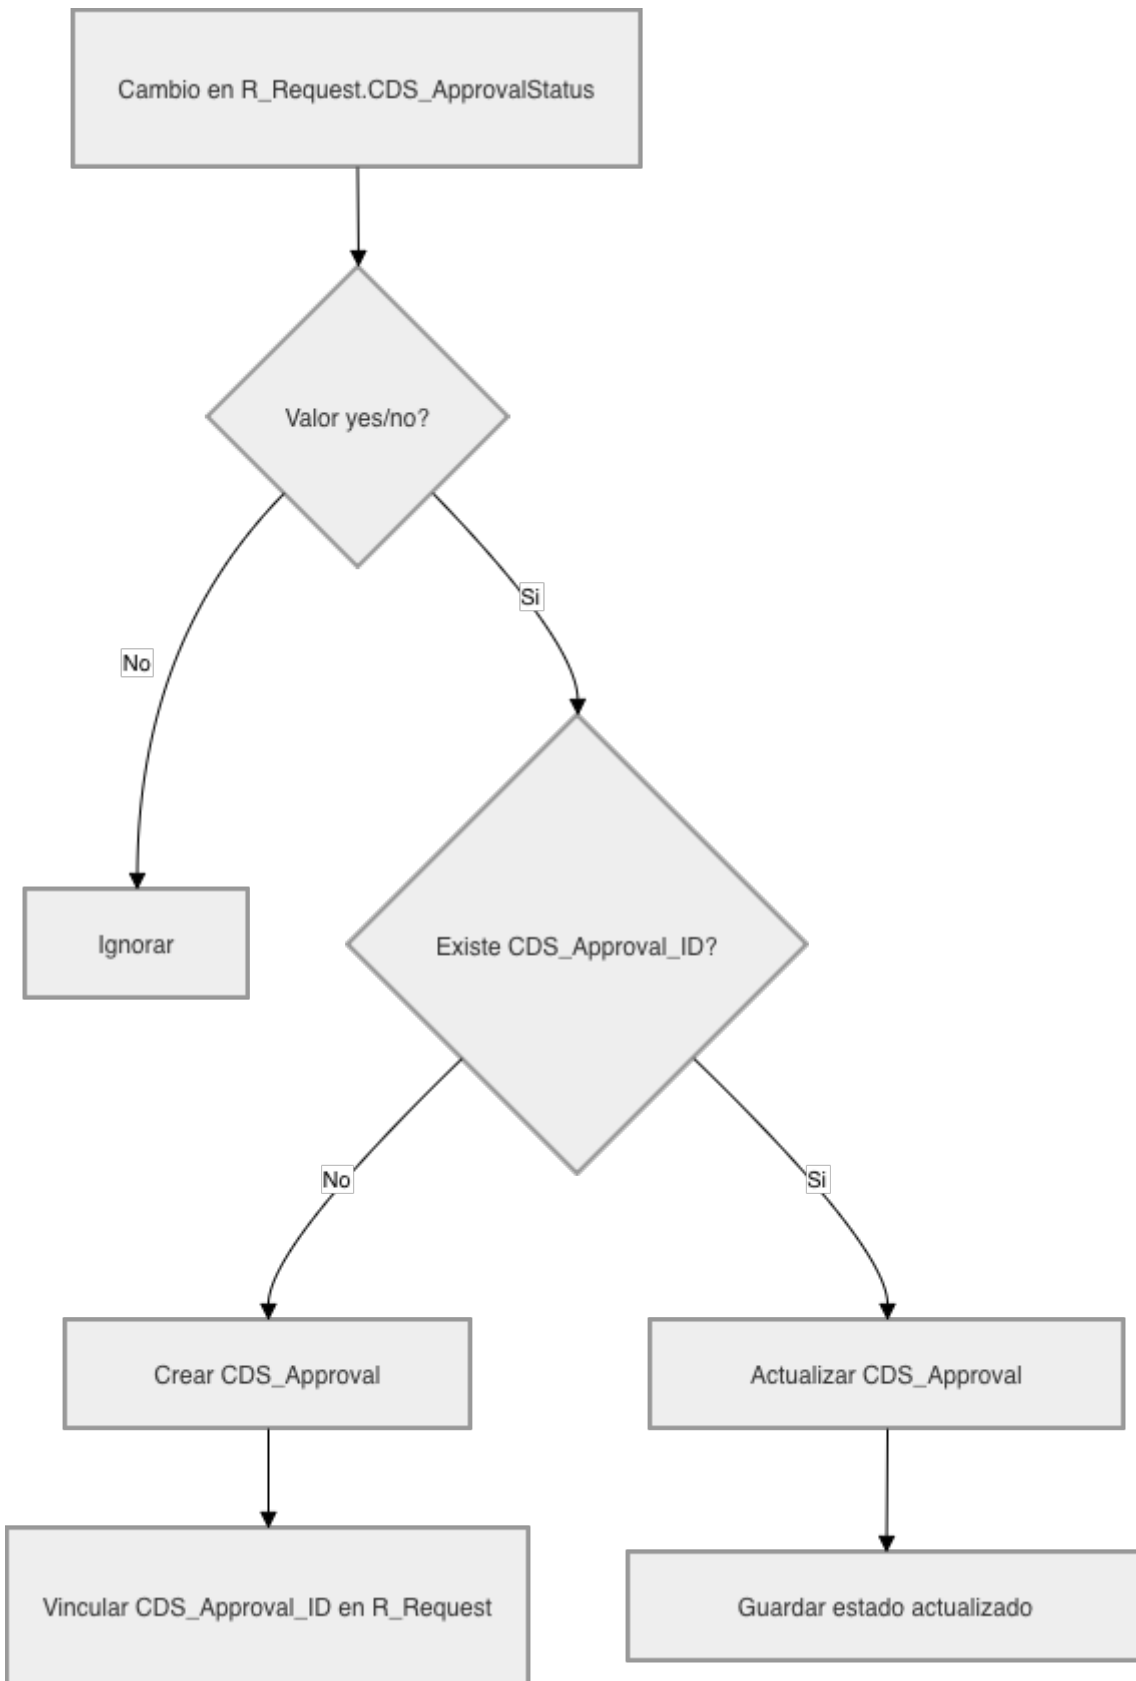 Cambio en R_Request.CDS_ApprovalStatus
Valor yes/no?
Si
No
Ignorar
Existe CDS_Approval_ID?
No
Si
Crear CDS_Approval
Actualizar CDS_Approval
Vincular CDS_Approval_ID en R_Request
Guardar estado actualizado